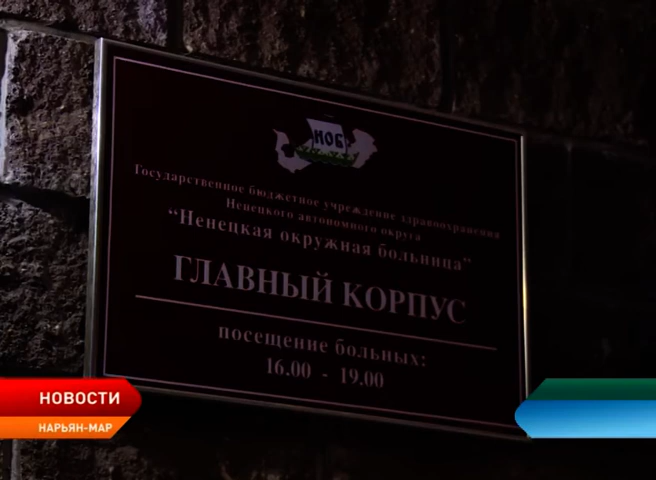 НОБ
Государственное бюджетное учреждение здравоохранения
Ненецкого автономного округа
“Ненецкая окружная больница“
ГЛАВНЫЙ КОРПУС
посещение больных:
16.00 - 19.00
НОВОСТИ
НАРЬЯН-МАР